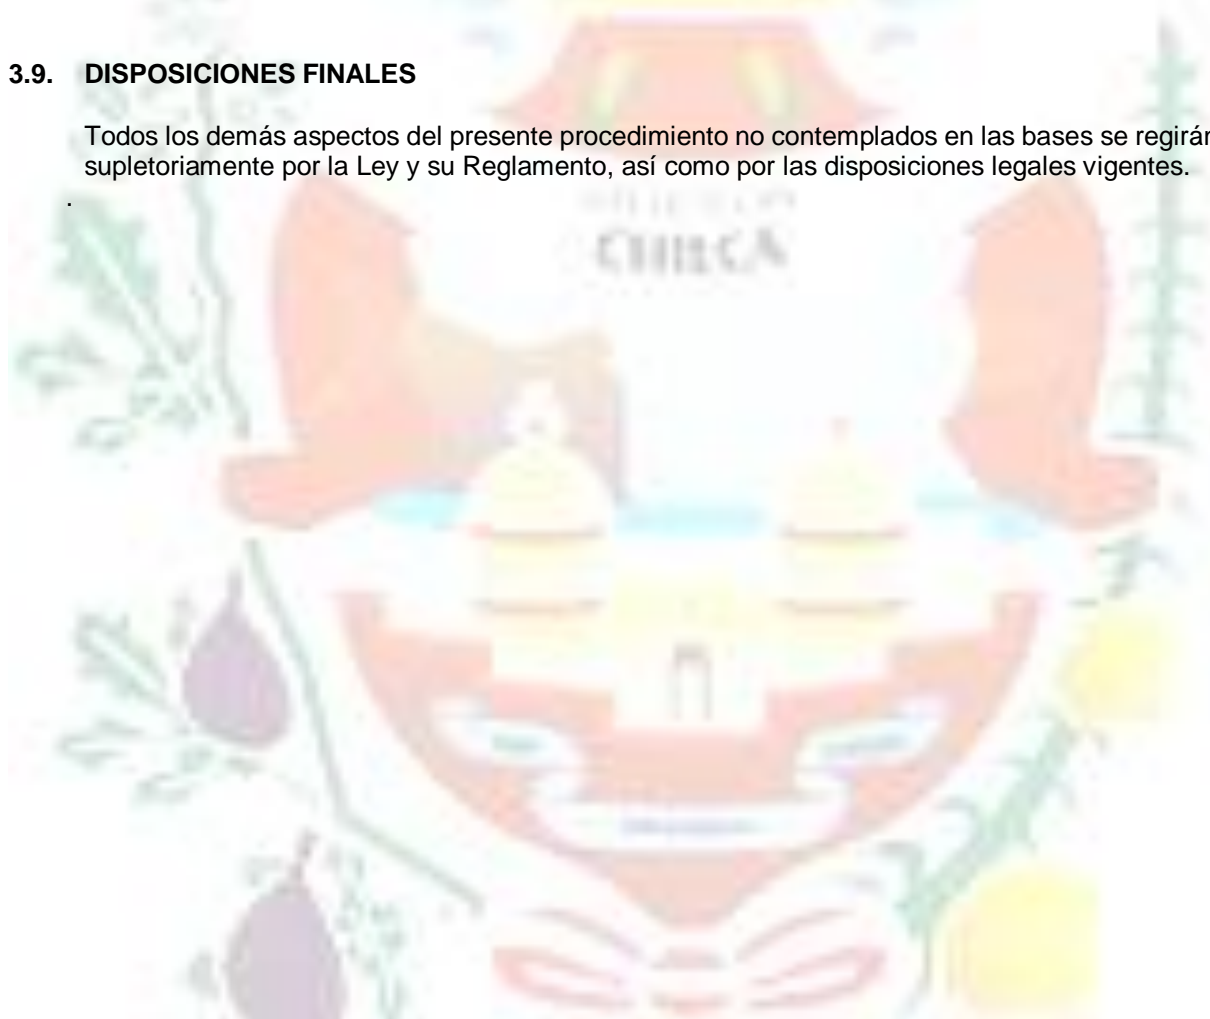 3.9. DISPOSICIONES FINALES
Todos los demás aspectos del presente procedimiento no contemplados en las bases se regirán
supletoriamente por la Ley y su Reglamento, así como por las disposiciones legales vigentes.
.
CHILCA